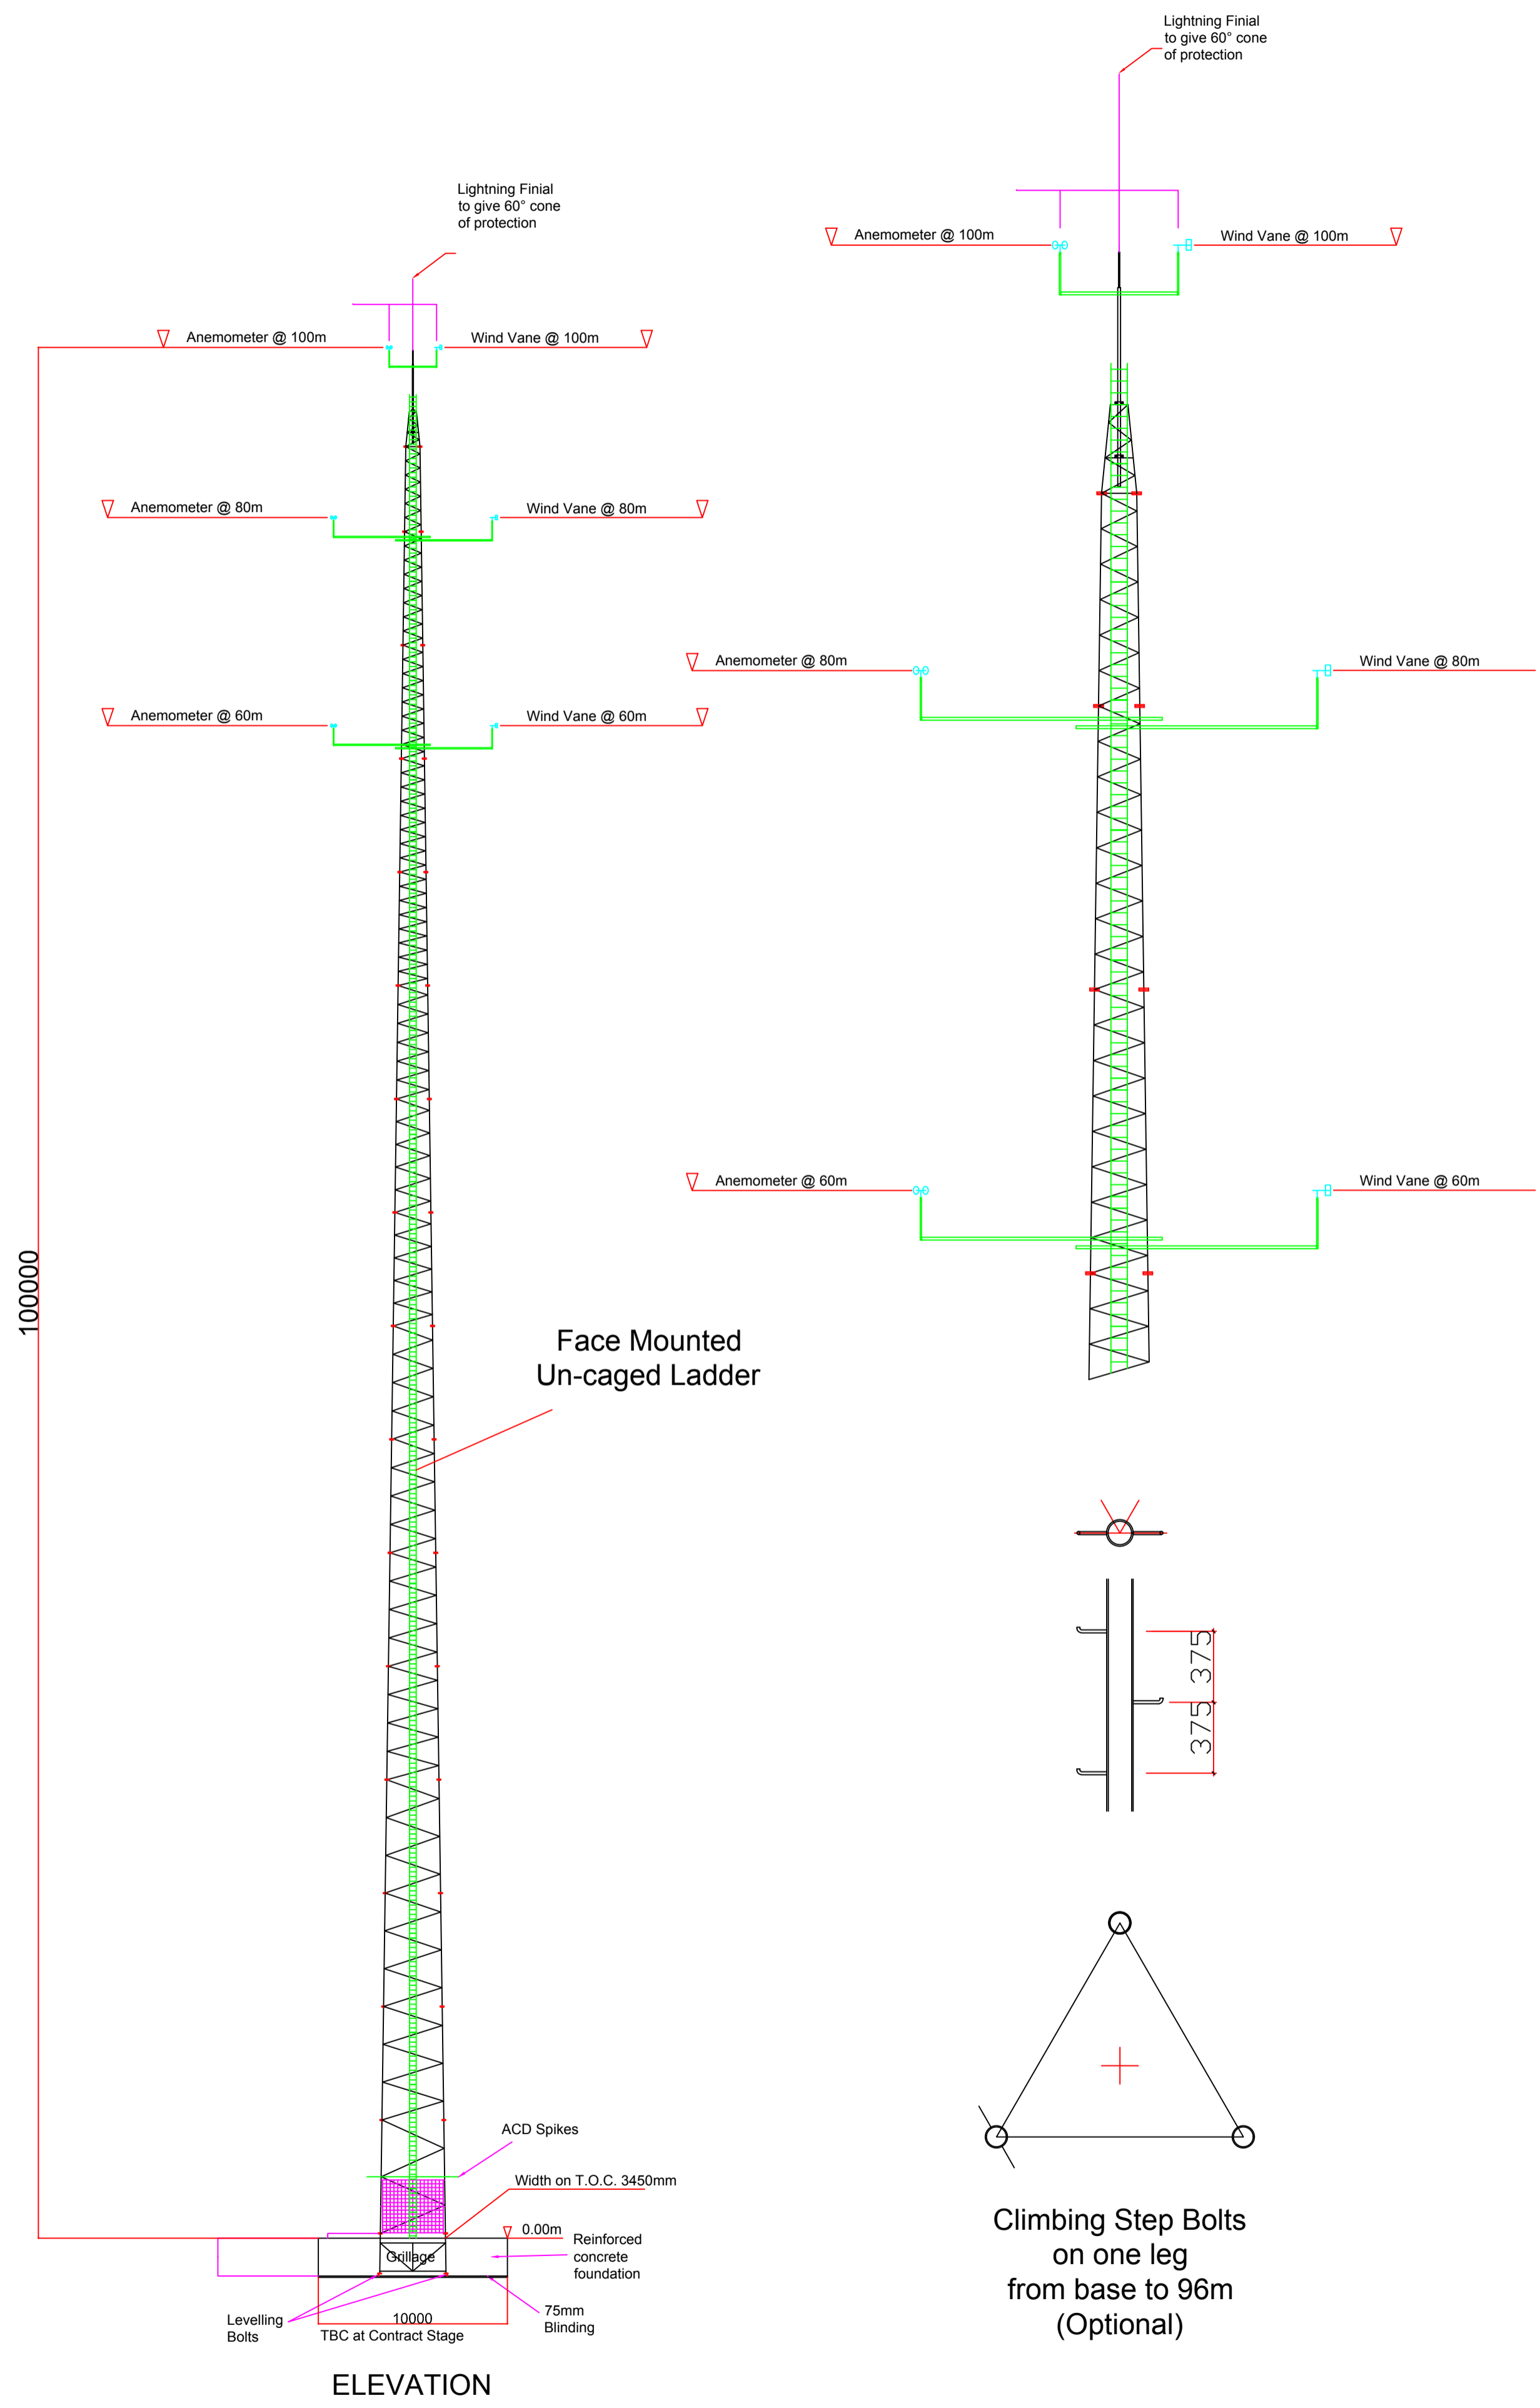 Lightning Finial
to give 60° cone
of protection
Anemometer @ 100m
Wind Vane @ 100m
Anemometer @ 80m
Wind Vane @ 80m
Anemometer @ 60m
Wind Vane @ 60m
100000
Face Mounted
Un-caged Ladder
ACD Spikes
Width on T.O.C. 3450mm
0.00m
Reinforced
concrete
foundation
Grillage
Levelling
Bolts
10000
TBC at Contract Stage
75mm
Blinding
ELEVATION
Lightning Finial
to give 60° cone
of protection
Anemometer @ 100m
Wind Vane @ 100m
Anemometer @ 80m
Wind Vane @ 80m
Anemometer @ 60m
Wind Vane @ 60m
375
375
Climbing Step Bolts
on one leg
from base to 96m
(Optional)